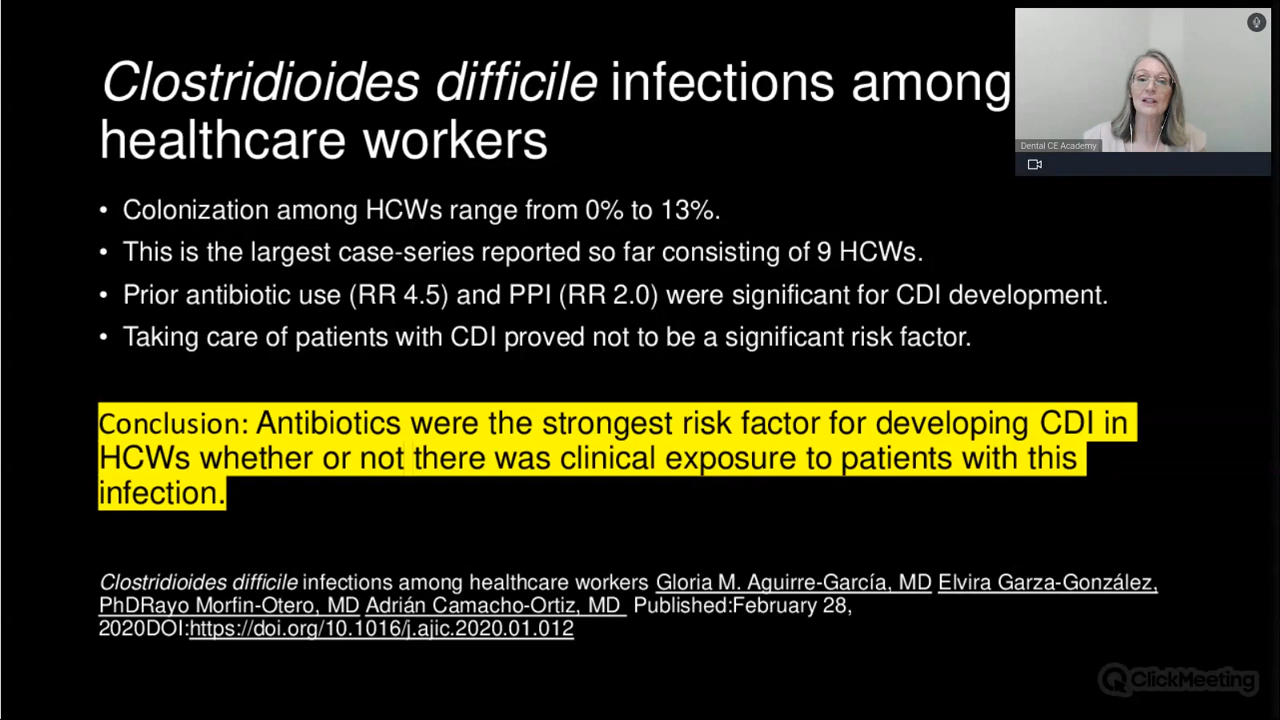 Clostridioides difficile infections among
healthcare workers
Dental CE Academy
• Colonization among HCWs range from 0% to 13%.
• This is the largest case-series reported so far consisting of 9 HCWs.
• Prior antibiotic use (RR 4.5) and PPI (RR 2.0) were significant for CDI development.
• Taking care of patients with CDI proved not to be a significant risk factor.
Conclusion: Antibiotics were the strongest risk factor for developing CDI in
HCWs whether or not there was clinical exposure to patients with this
infection.
Clostridioides difficile infections among healthcare workers Gloria M. Aguirre-García, MD Elvira Garza-González,
PhDRayo Morfin-Otero, MD Adrián Camacho-Ortiz, MD Published:February 28,
2020DOI:https://doi.org/10.1016/j.ajic.2020.01.012
ClickMeeting